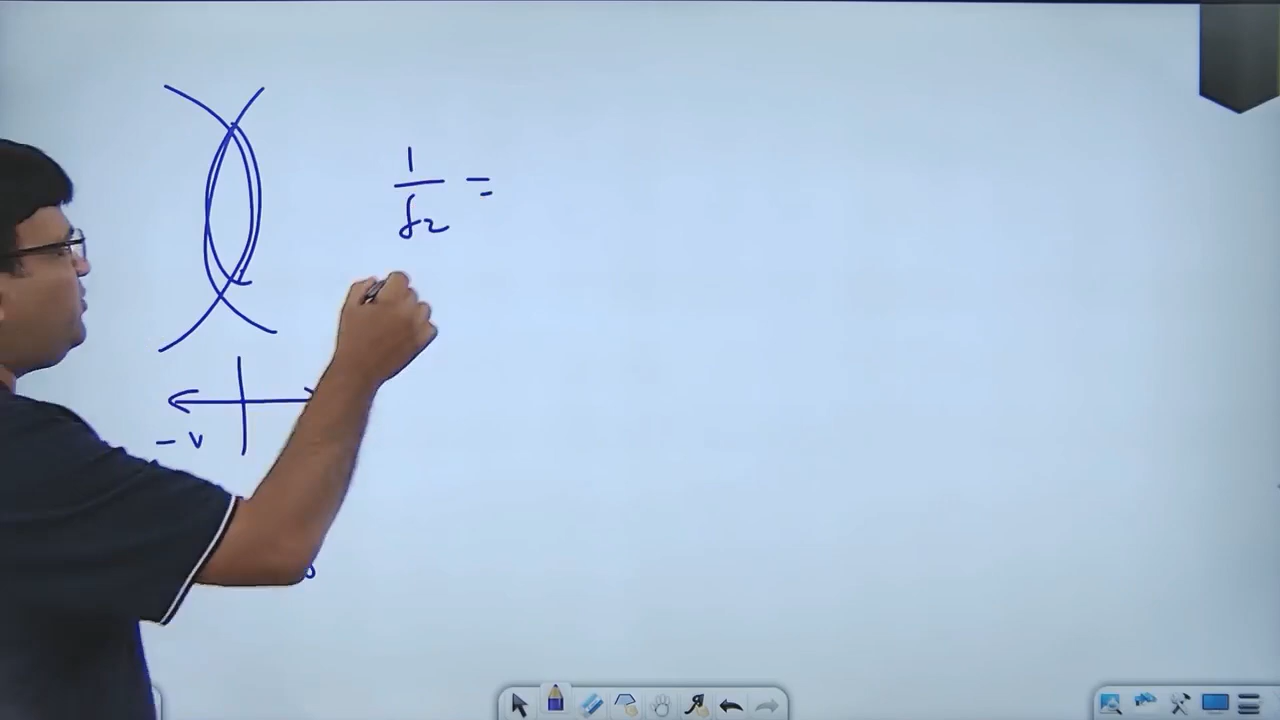 1/f₂ =
-v